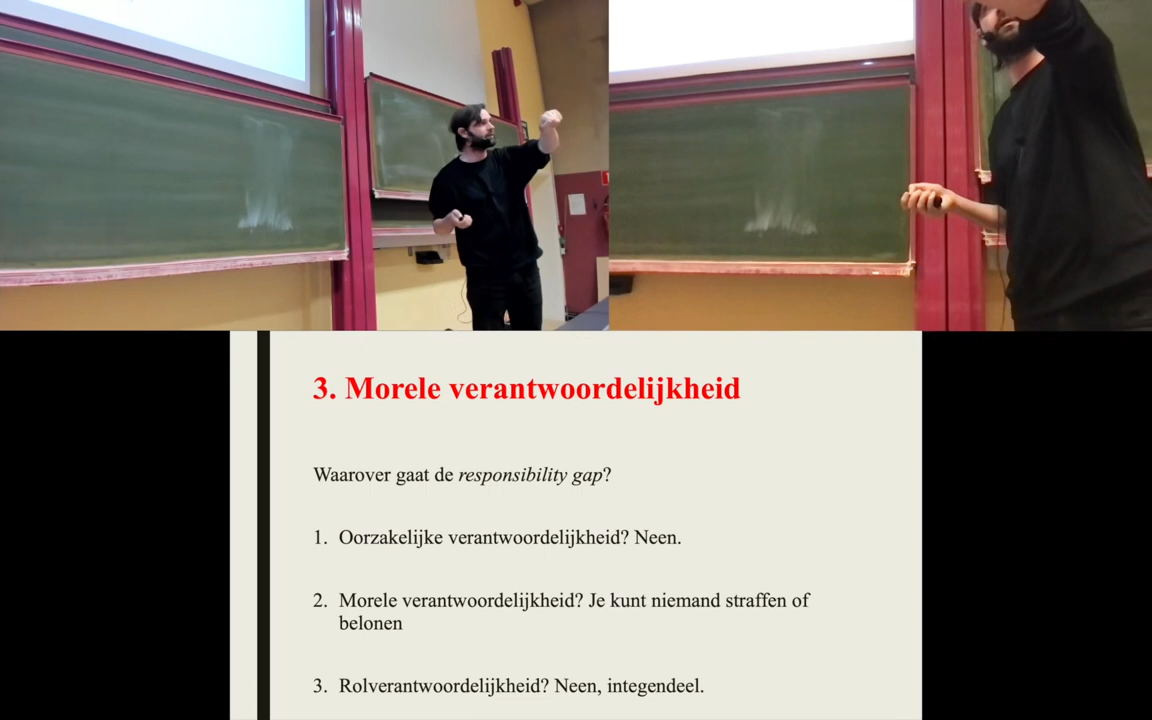 3. Morele verantwoordelijkheid
Waarover gaat de responsibility gap?
1. Oorzakelijke verantwoordelijkheid? Neen.
2. Morele verantwoordelijkheid? Je kunt niemand straffen of
belonen
3. Rolverantwoordelijkheid? Neen, integendeel.